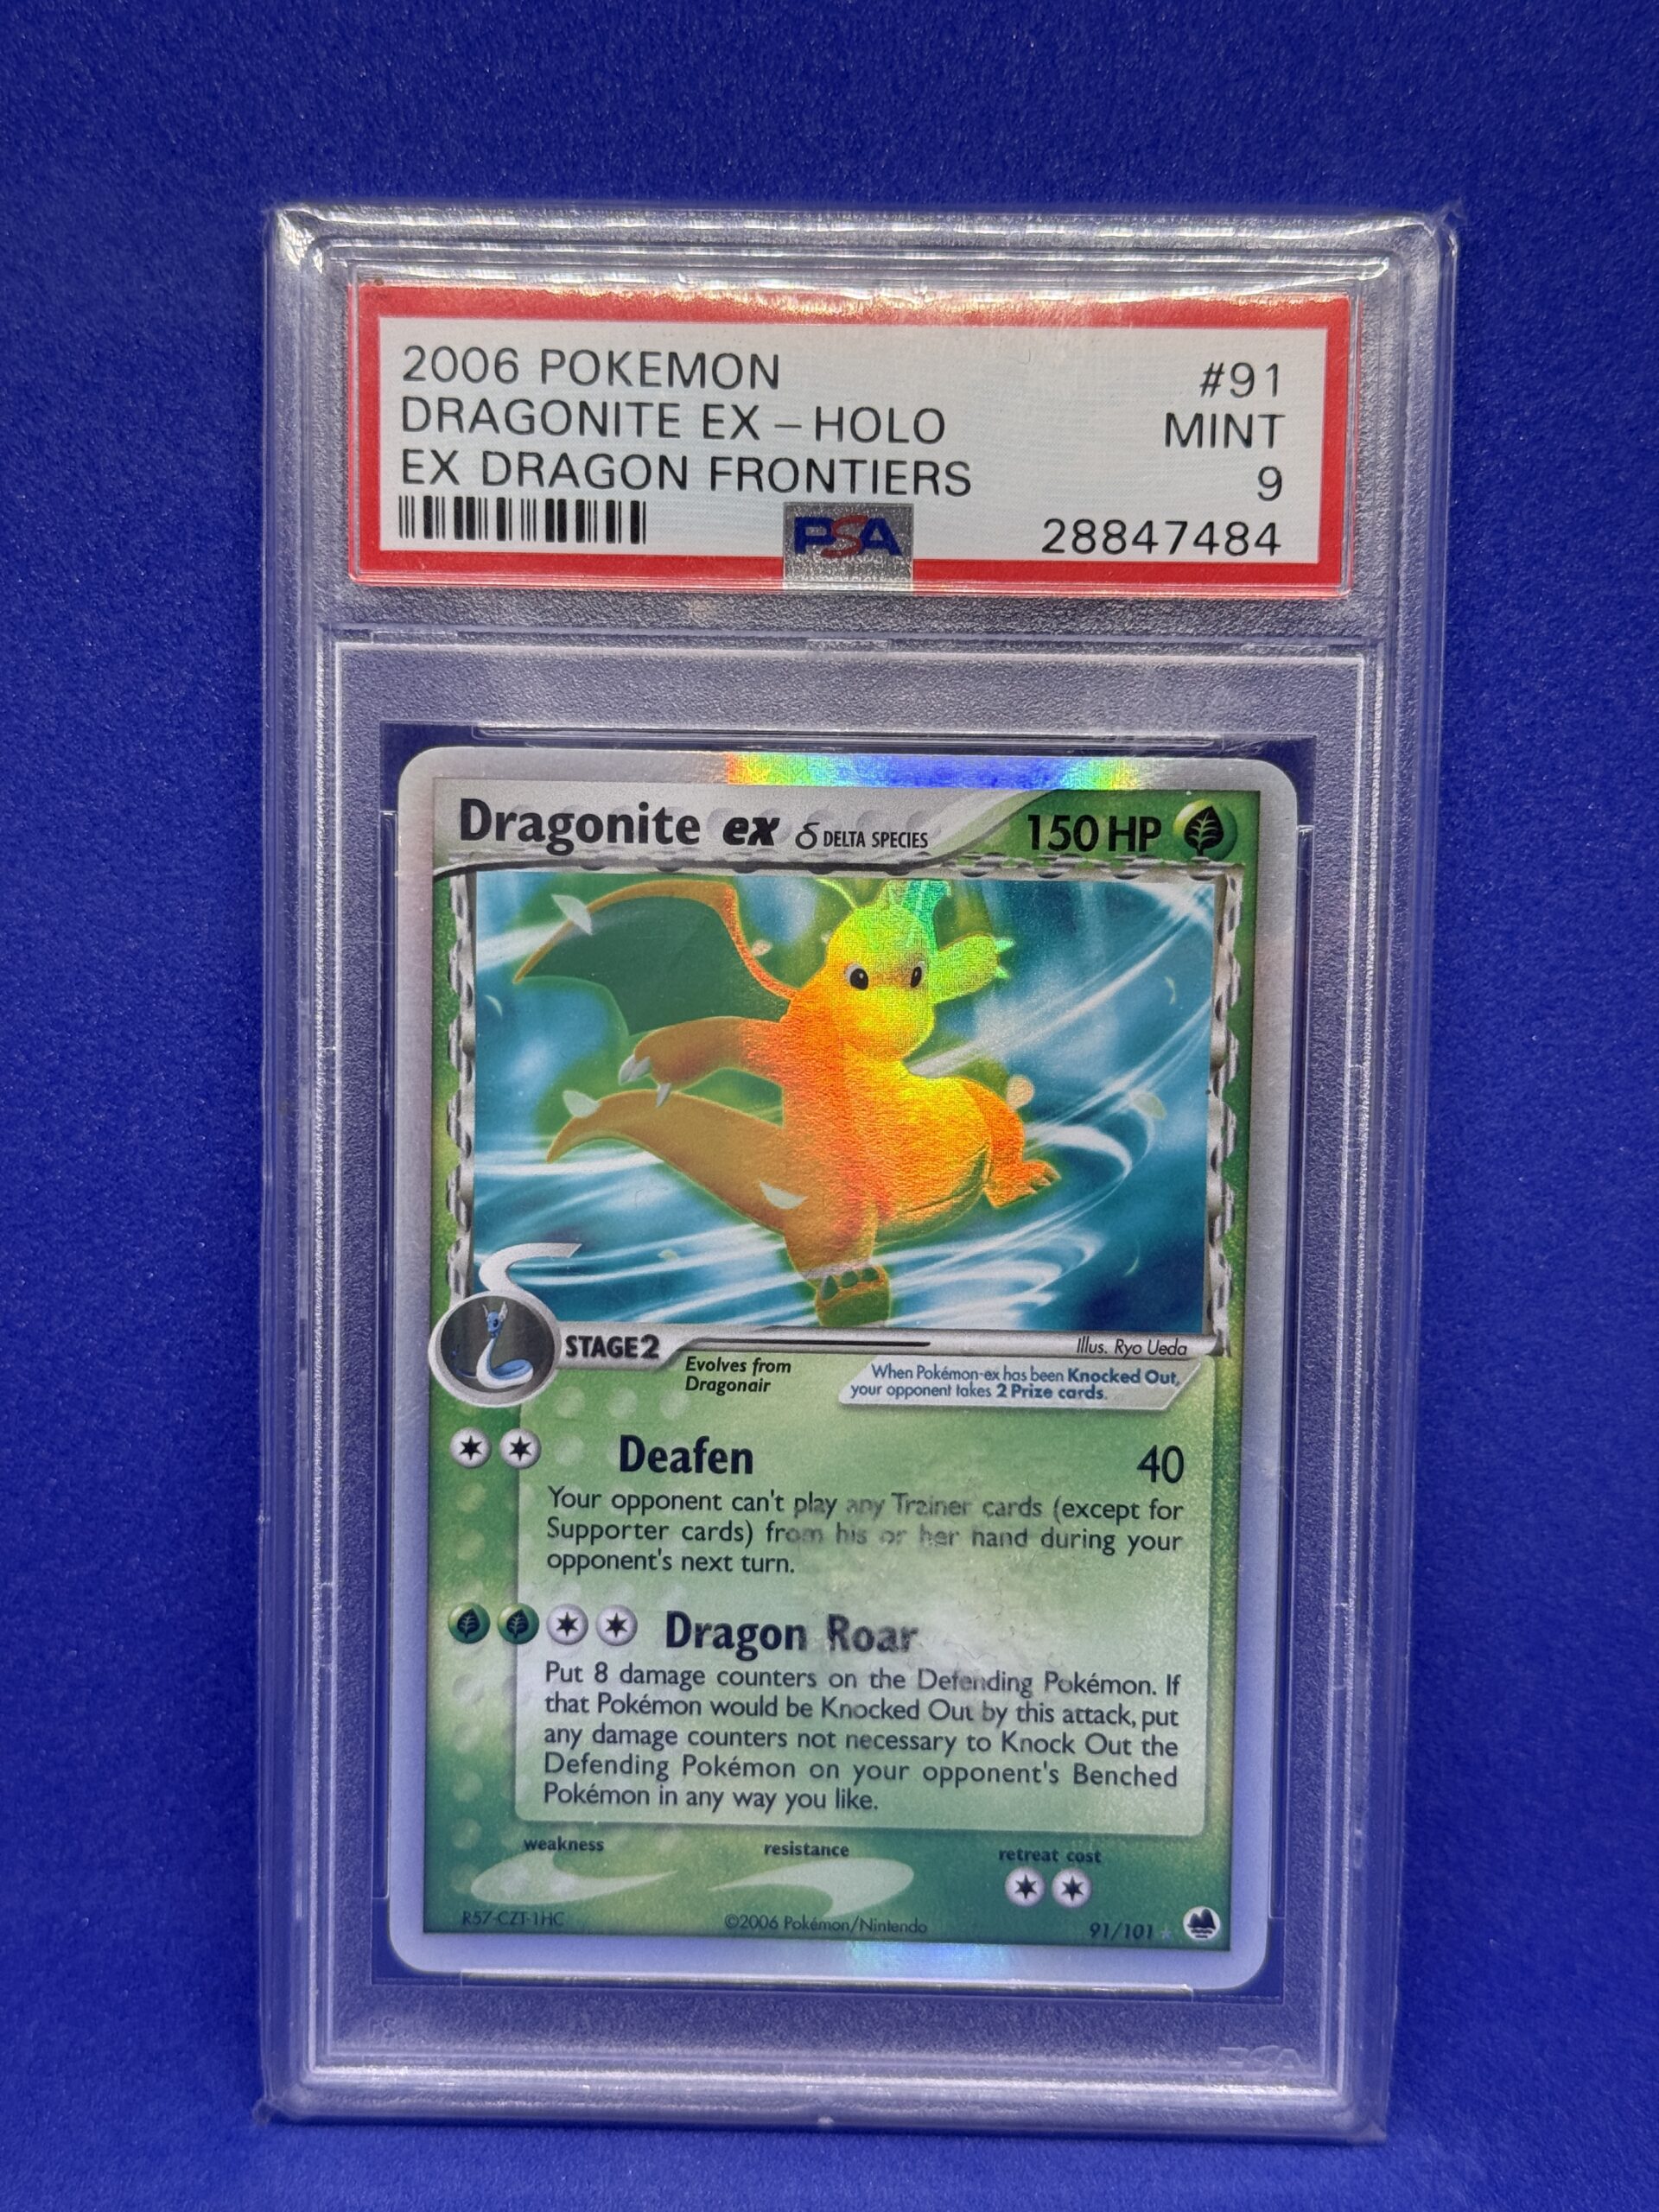 2006 POKEMON #91
DRAGONITE EX – HOLO MINT
EX DRAGON FRONTIERS 9
PSA 28847484
Dragonite ex δ DELTA SPECIES 150 HP
STAGE 2 Illus. Ryo Ueda
Evolves from
Dragonair
When Pokémon-ex has been Knocked Out,
your opponent takes 2 Prize cards.
Deafen 40
Your opponent can't play any Trainer cards (except for
Supporter cards) from his or her hand during your
opponent's next turn.
Dragon Roar
Put 8 damage counters on the Defending Pokémon. If
that Pokémon would be Knocked Out by this attack, put
any damage counters not necessary to Knock Out the
Defending Pokémon on your opponent's Benched
Pokémon in any way you like.
weakness resistance retreat cost
R57-CZT-1HC ©2006 Pokémon/Nintendo 91/101
PSA